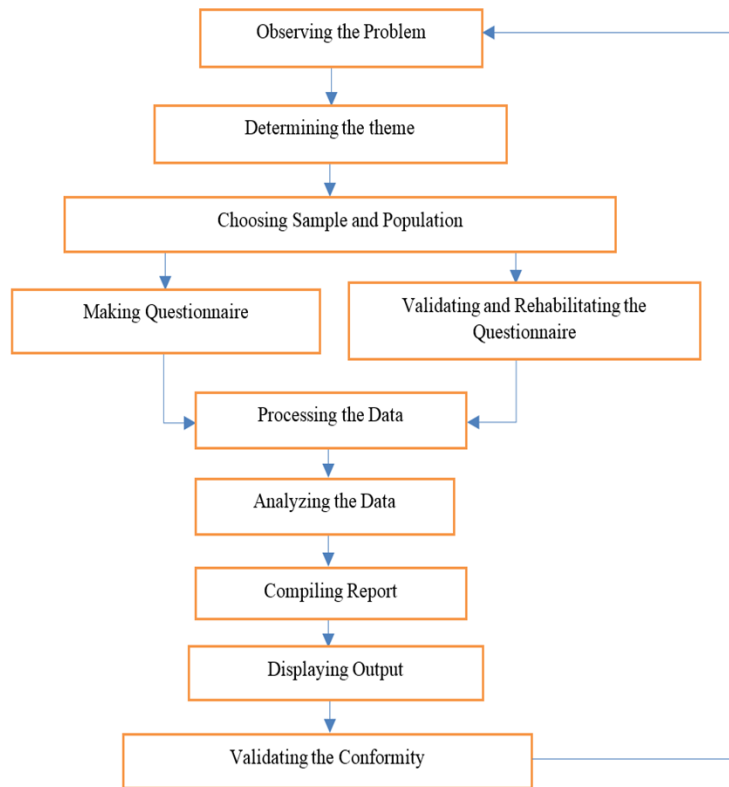 Observing the Problem
Determining the theme
Choosing Sample and Population
Making Questionnaire
Validating and Rehabilitating the
Questionnaire
Processing the Data
Analyzing the Data
Compiling Report
Displaying Output
Validating the Conformity